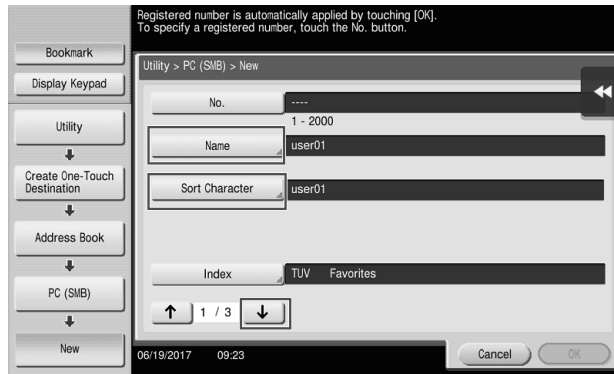 Registered number is automatically applied by touching [OK].
To specify a registered number, touch the No. button.
Bookmark
Display Keypad
Utility
Create One-Touch
Destination
Address Book
PC (SMB)
New
Utility > PC (SMB) > New
No.
----
1 - 2000
Name
user01
Sort Character
user01
Index
TUV Favorites
1 / 3
06/19/2017 09:23
Cancel
OK